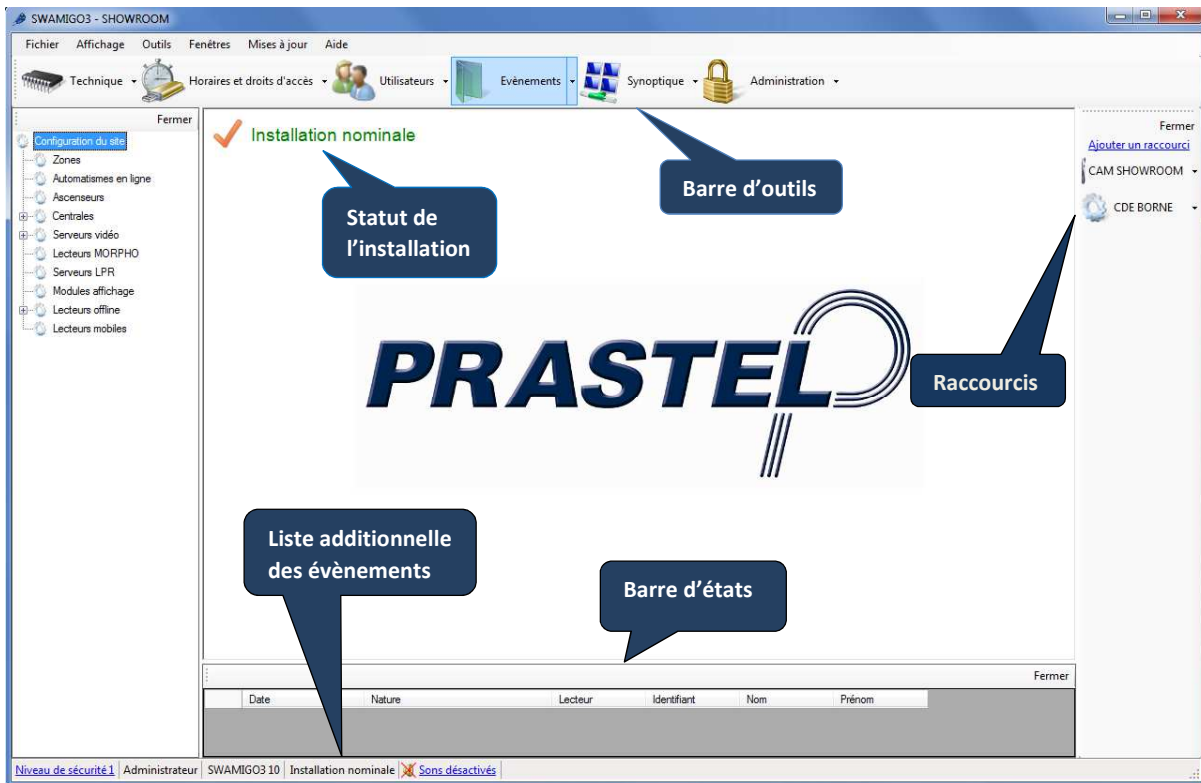 SWAMIGO3 - SHOWROOM
Fichier Affichage Outils Fenêtres Mises à jour Aide
Technique Horaires et droits d'accès Utilisateurs Evènements Synoptique Administration
Fermer
Configuration du site
Zones
Automatismes en ligne
Ascenseurs
Centrales
Serveurs vidéo
Lecteurs MORPHO
Serveurs LPR
Modules affichage
Lecteurs offline
Lecteurs mobiles
Installation nominale
Statut de
l'installation
Barre d'outils
Fermer
Ajouter un raccourci
CAM SHOWROOM
CDE BORNE
Raccourcis
PRASTEL
Liste additionnelle
des évènements
Barre d'états
Fermer
Date Nature Lecteur Identifiant Nom Prénom
Niveau de sécurité 1 Administrateur SWAMIGO3 10 Installation nominale Sons désactivés